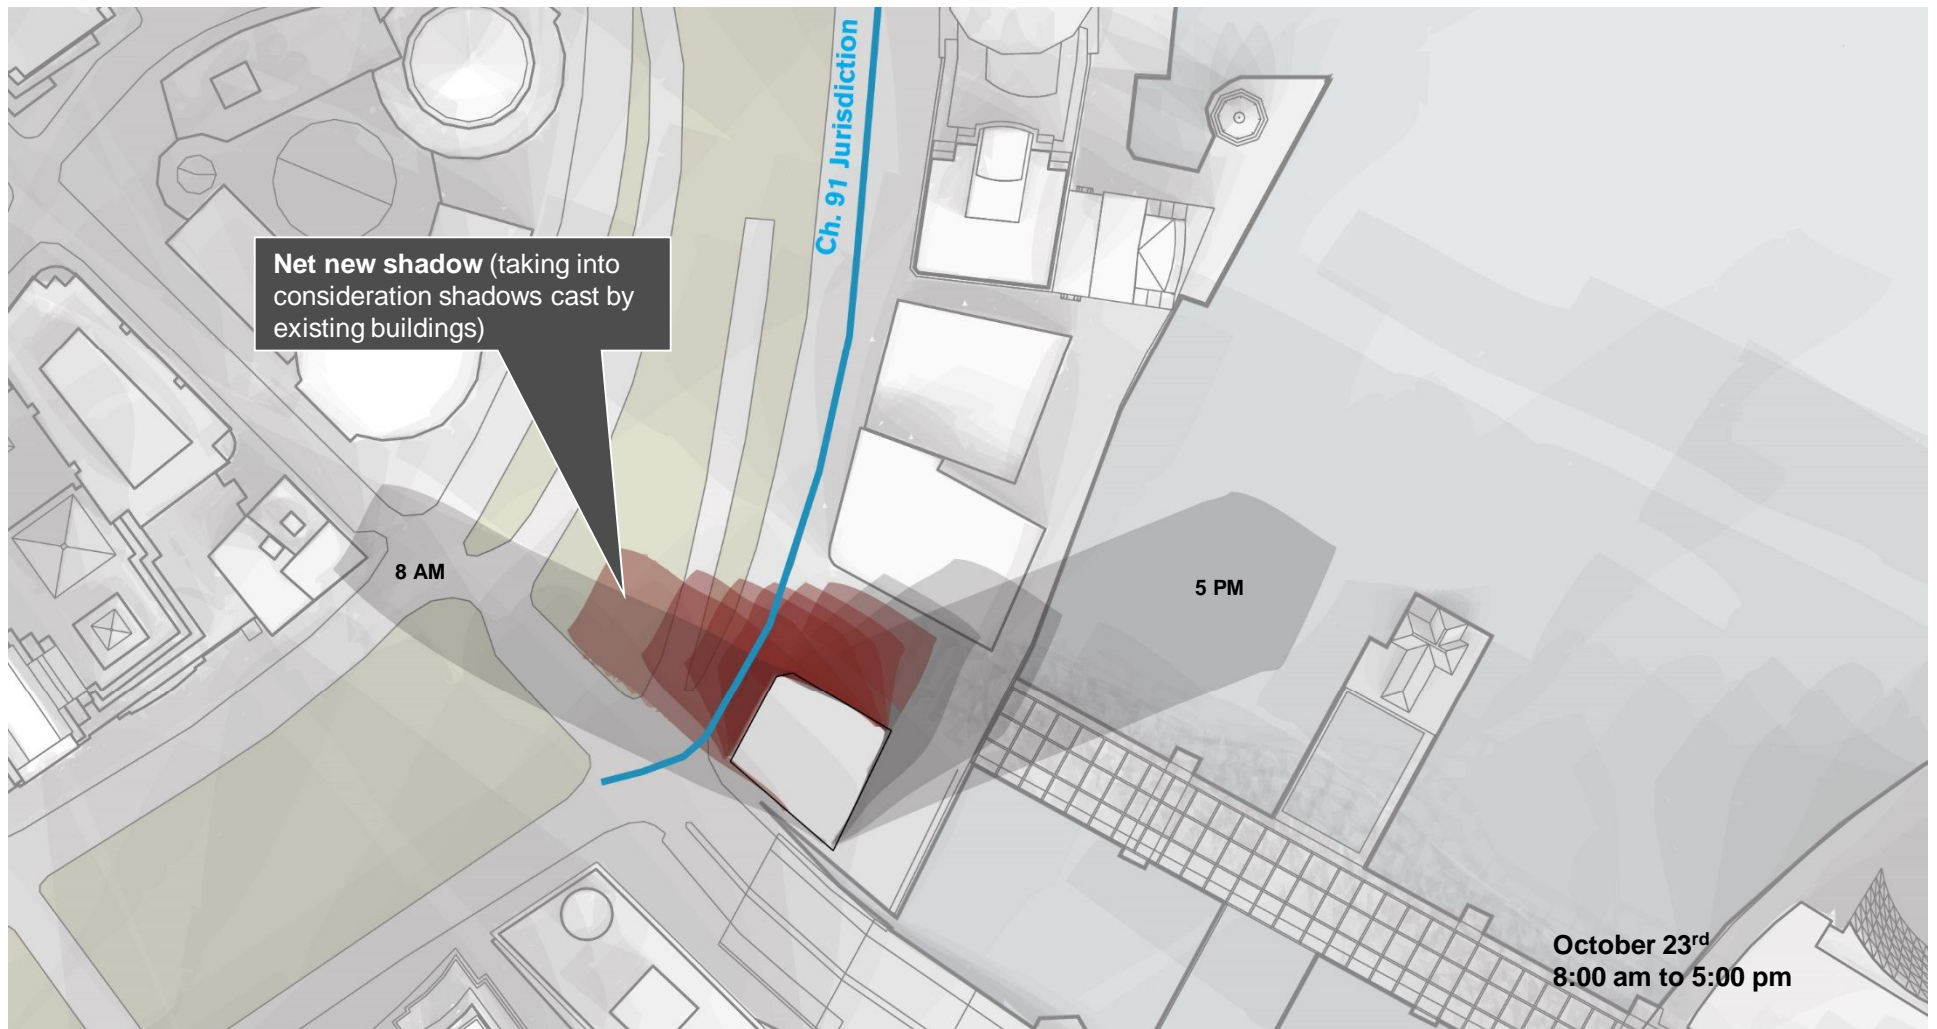 Ch. 91 Jurisdiction
Net new shadow (taking into
consideration shadows cast by
existing buildings)
8 AM
5 PM
October 23rd
8:00 am to 5:00 pm